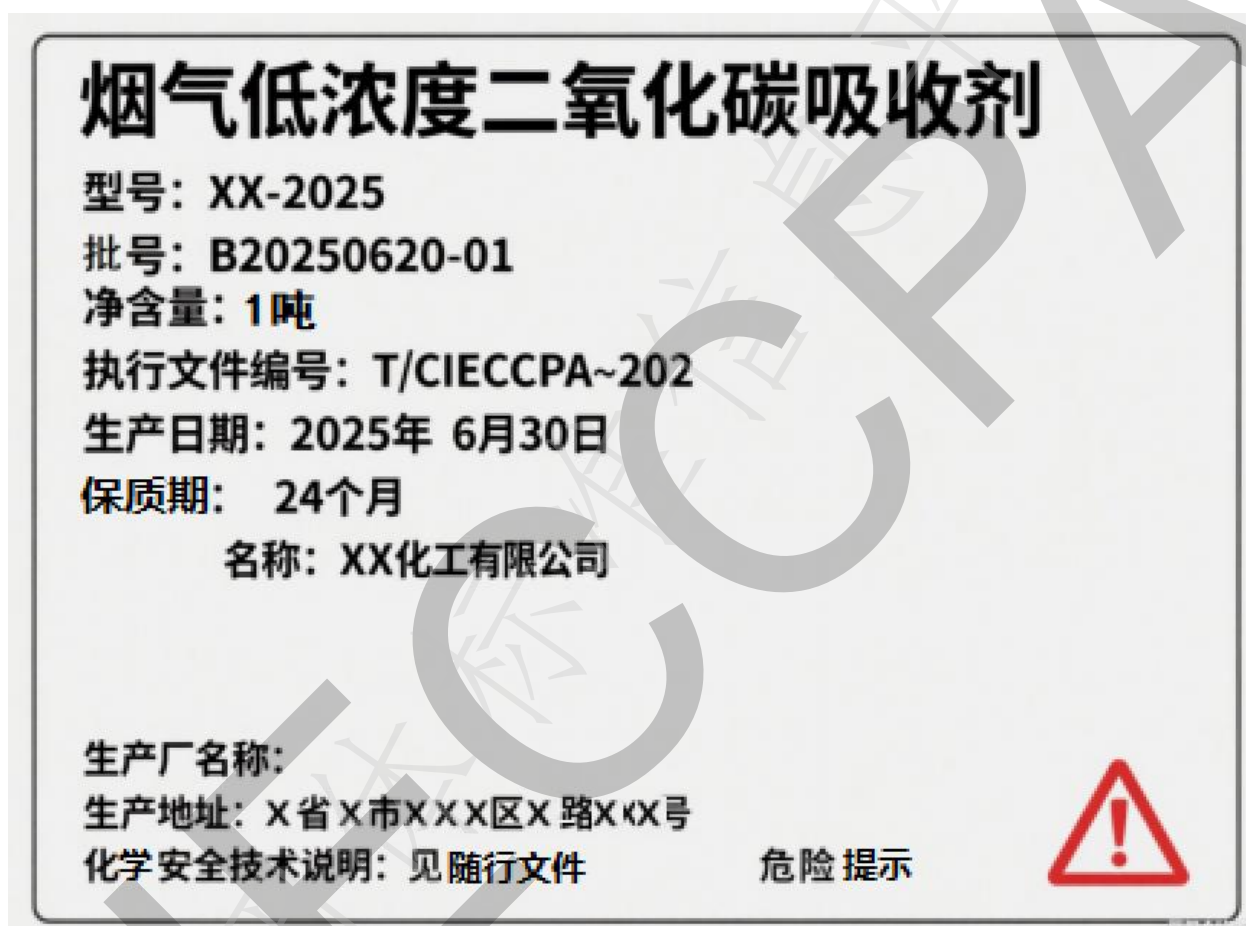 烟气低浓度二氧化碳吸收剂
型号：XX-2025
批号：B20250620-01
净含量：1吨
执行文件编号：T/CIECCPA~202
生产日期：2025年 6月30日
保质期： 24个月
名称：XX化工有限公司
生产厂名称：
生产地址：X省X市XXX区X路XXX号
化学安全技术说明：见随行文件 危险提示
CIECCPA